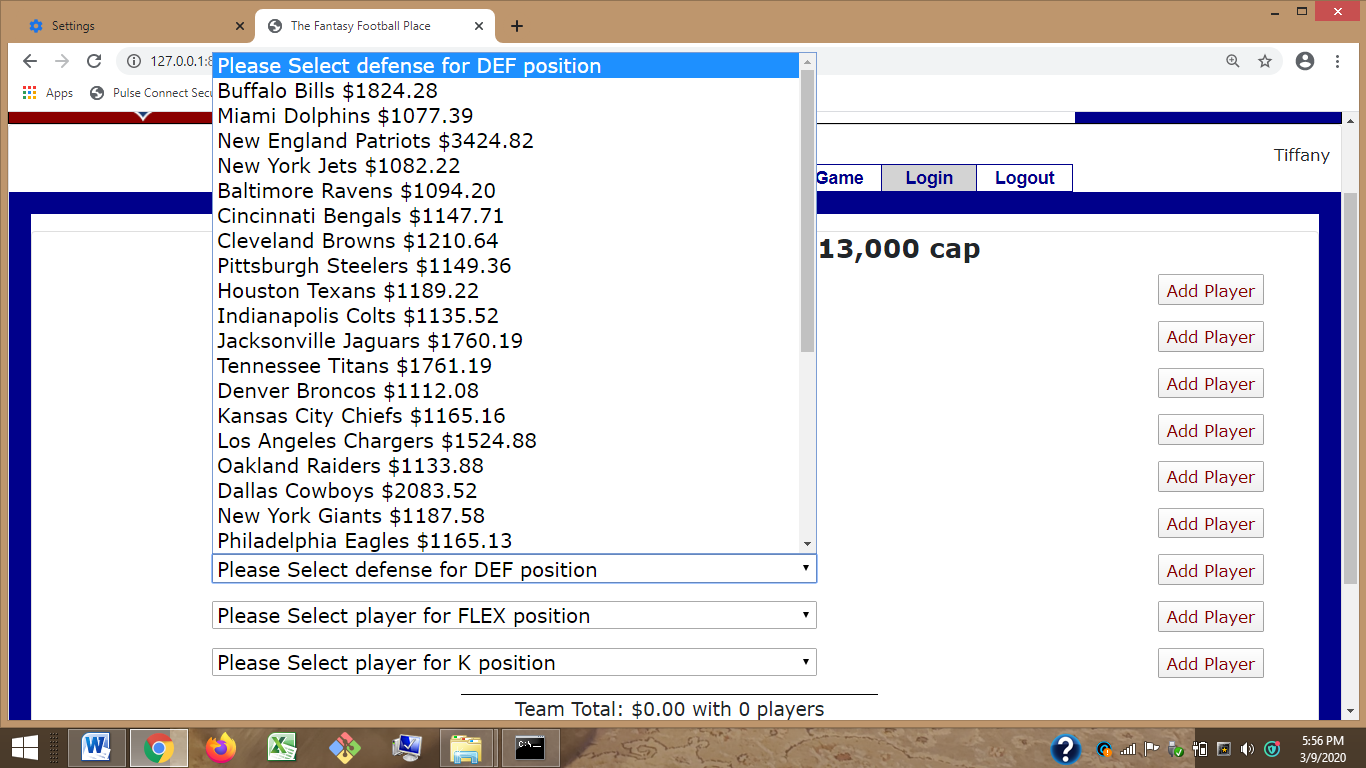 Settings
The Fantasy Football Place
127.0.0.1:8
Apps
Pulse Connect Secu
Please Select defense for DEF position
Buffalo Bills $1824.28
Miami Dolphins $1077.39
New England Patriots $3424.82
New York Jets $1082.22
Baltimore Ravens $1094.20
Cincinnati Bengals $1147.71
Cleveland Browns $1210.64
Pittsburgh Steelers $1149.36
Houston Texans $1189.22
Indianapolis Colts $1135.52
Jacksonville Jaguars $1760.19
Tennessee Titans $1761.19
Denver Broncos $1112.08
Kansas City Chiefs $1165.16
Los Angeles Chargers $1524.88
Oakland Raiders $1133.88
Dallas Cowboys $2083.52
New York Giants $1187.58
Philadelphia Eagles $1165.13
Tiffany
Game Login Logout
13,000 cap
Add Player
Add Player
Add Player
Add Player
Add Player
Add Player
Please Select defense for DEF position Add Player
Please Select player for FLEX position Add Player
Please Select player for K position Add Player
Team Total: $0.00 with 0 players
5:56 PM
3/9/2020